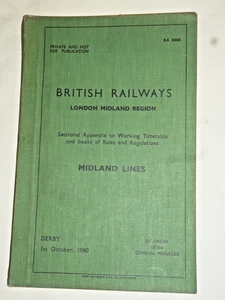 PRIVATE AND NOT
FOR PUBLICATION
BRITISH RAILWAYS
LONDON MIDLAND REGION
Sectional Appendix to Working Timetable
and books of Rules and Regulations
MIDLAND LINES
DERBY
1st October, 1960
BY ORDER
of the
GENERAL MANAGER